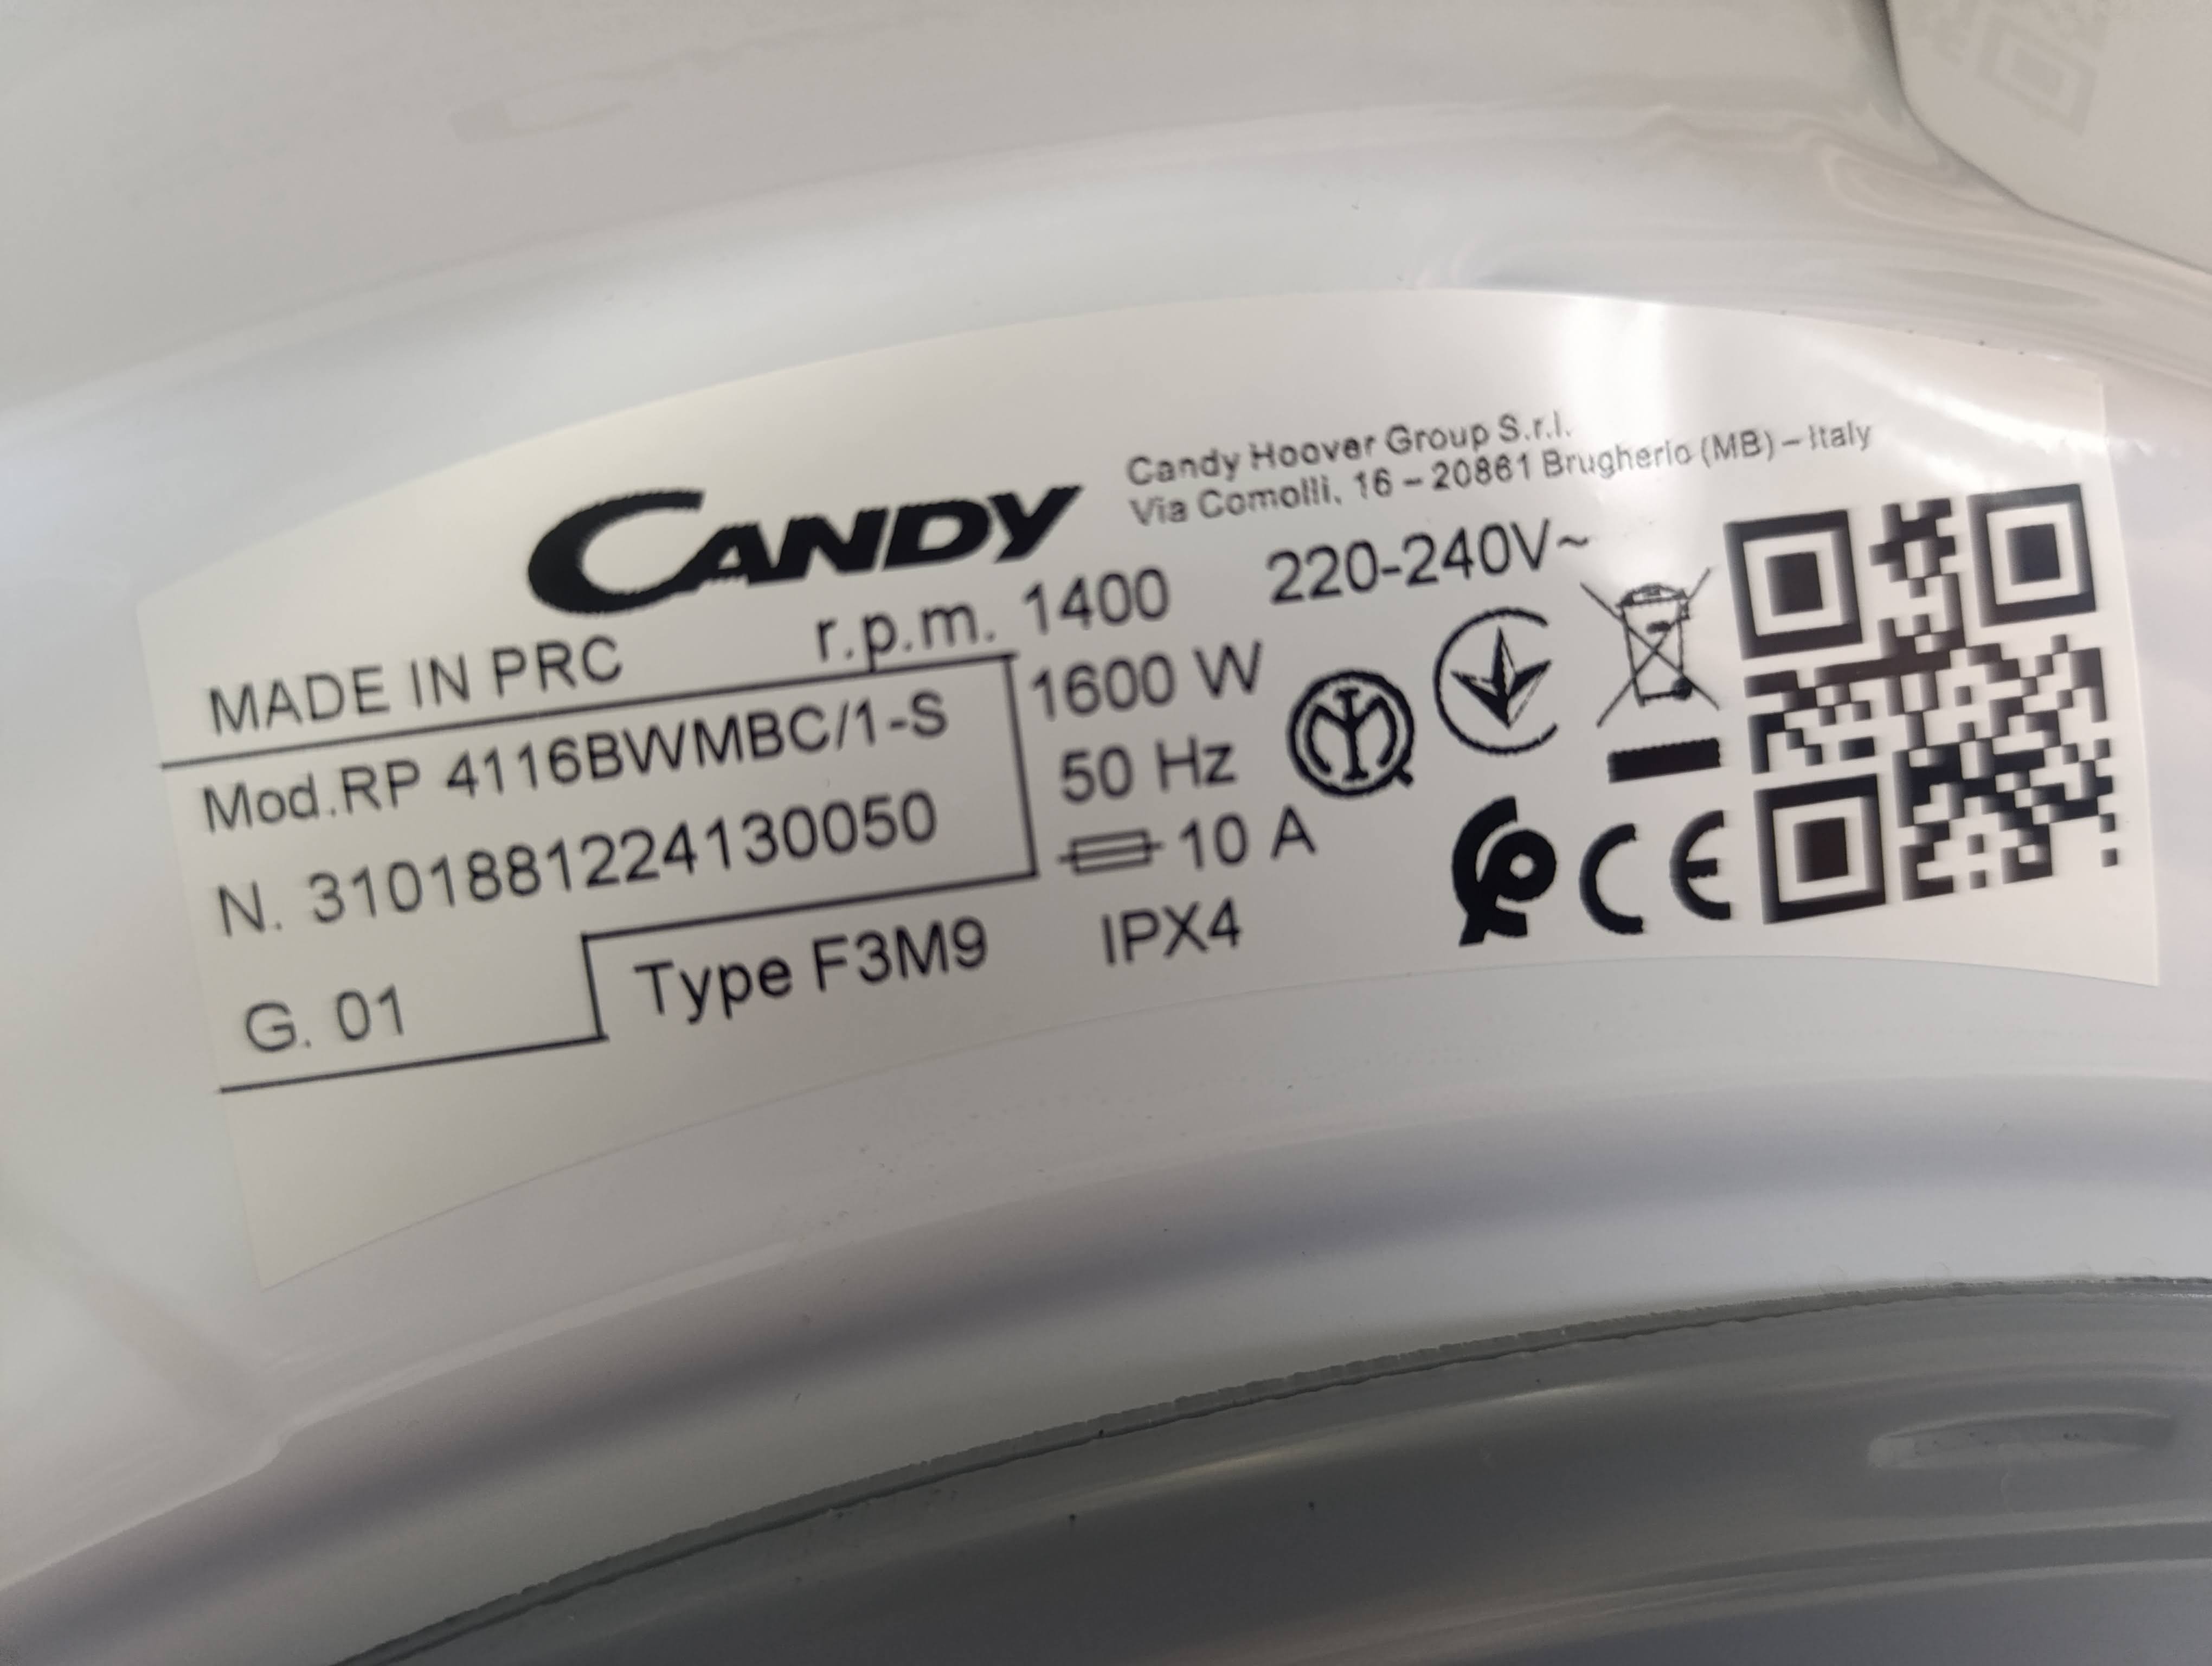 CANDY
Candy Hoover Group S.r.l.
Via Comolli, 16 – 20861 Brugherio (MB) – Italy
MADE IN PRC
r.p.m. 1400
220-240V~
Mod.RP 4116BWMBC/1-S
1600 W
N. 3101881224130050
50 Hz
10 A
G. 01
Type F3M9
IPX4
CE